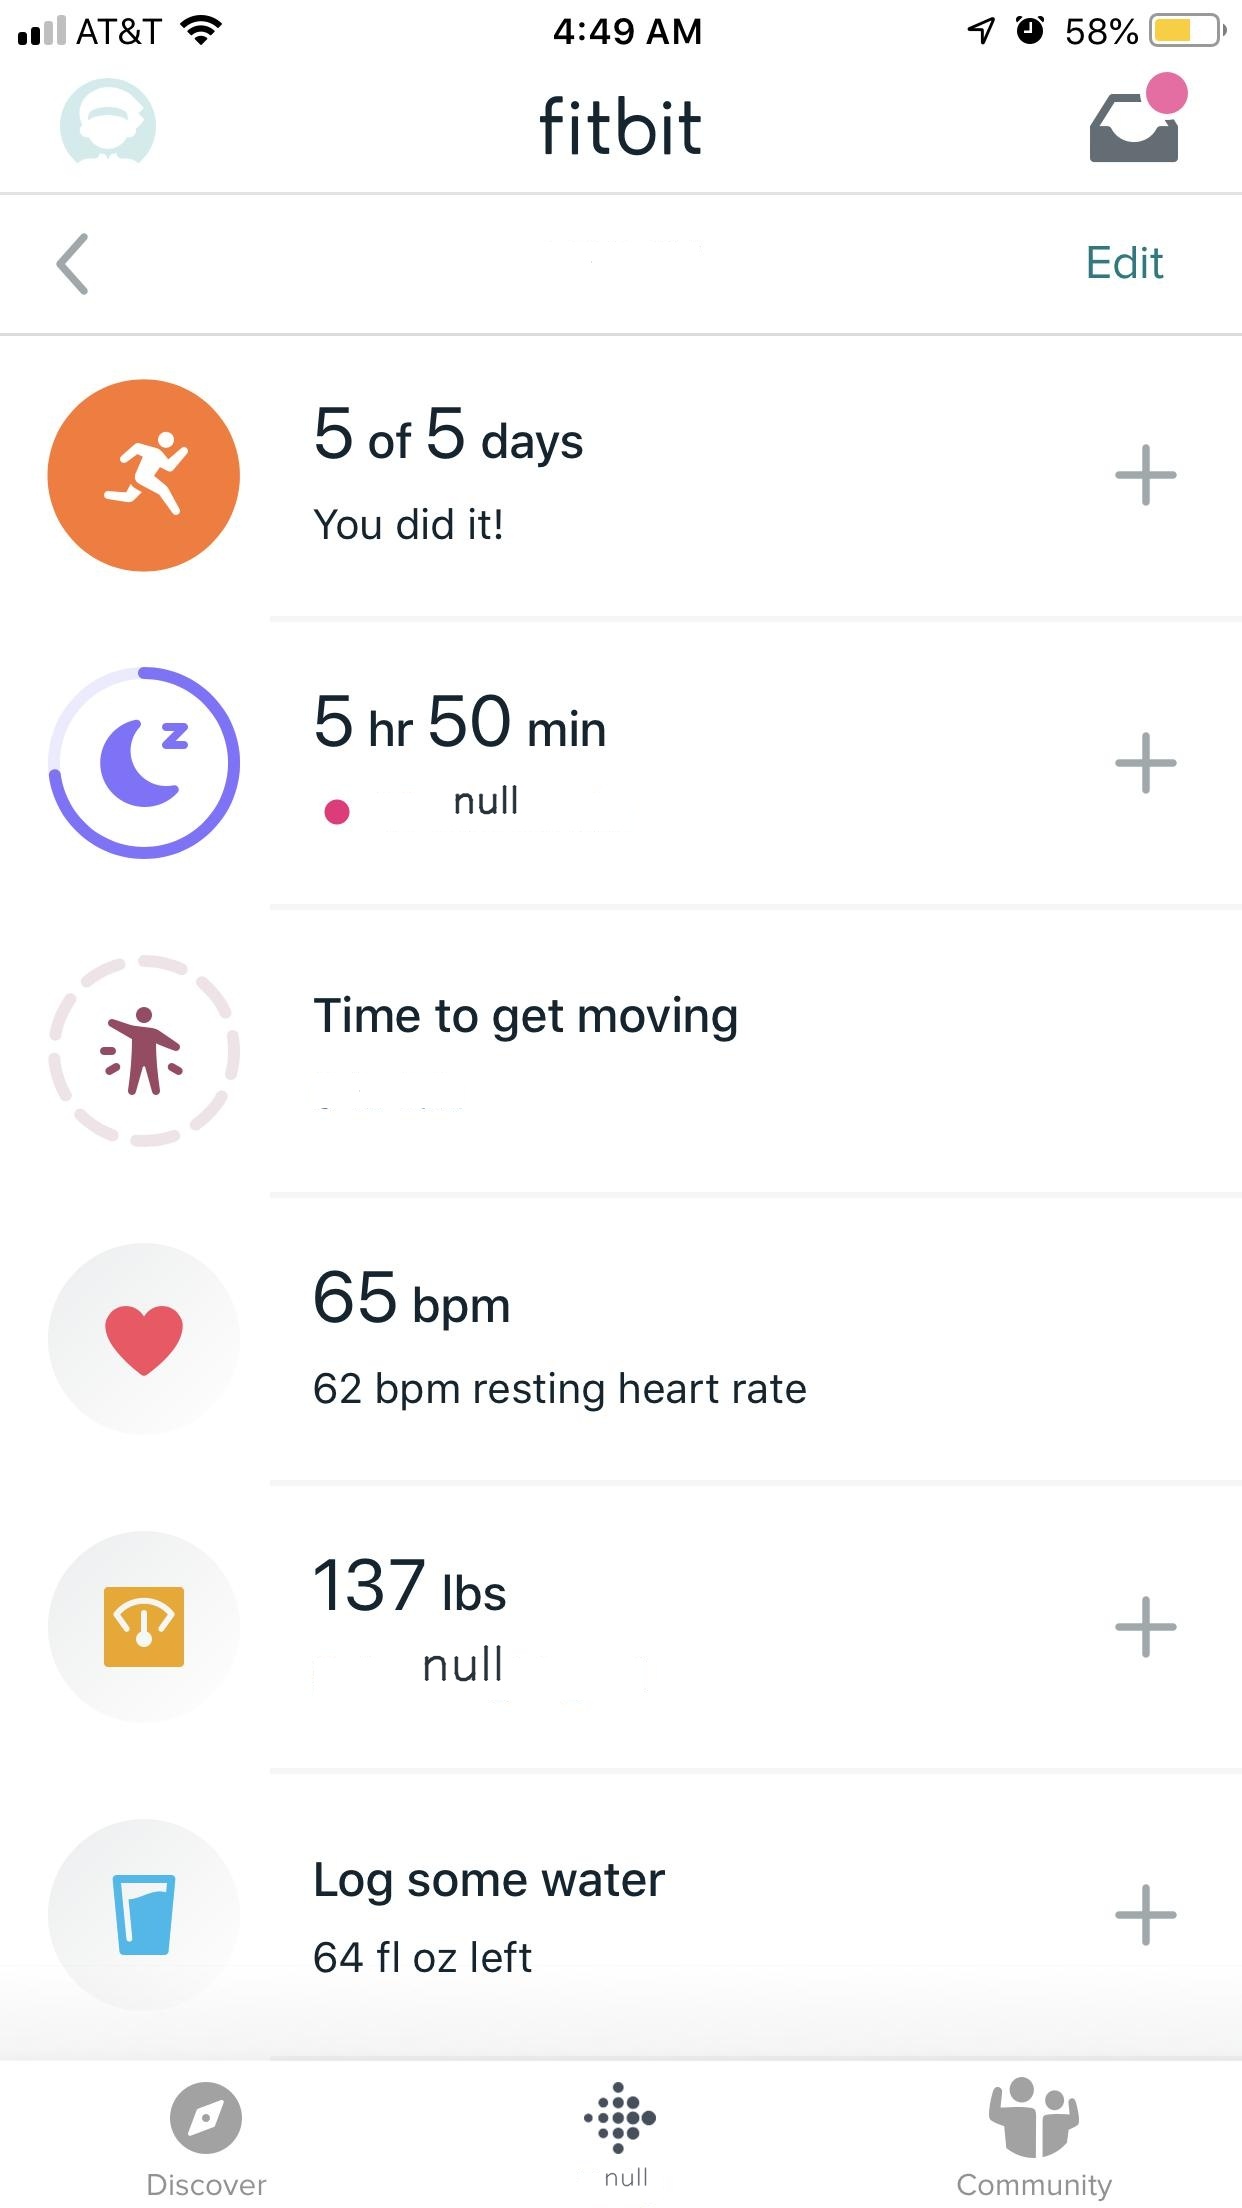 AT&T 4:49 AM 58%
fitbit
Edit
5 of 5 days
You did it!
5 hr 50 min
null
Time to get moving
65 bpm
62 bpm resting heart rate
137 lbs
null
Log some water
64 fl oz left
Discover null Community